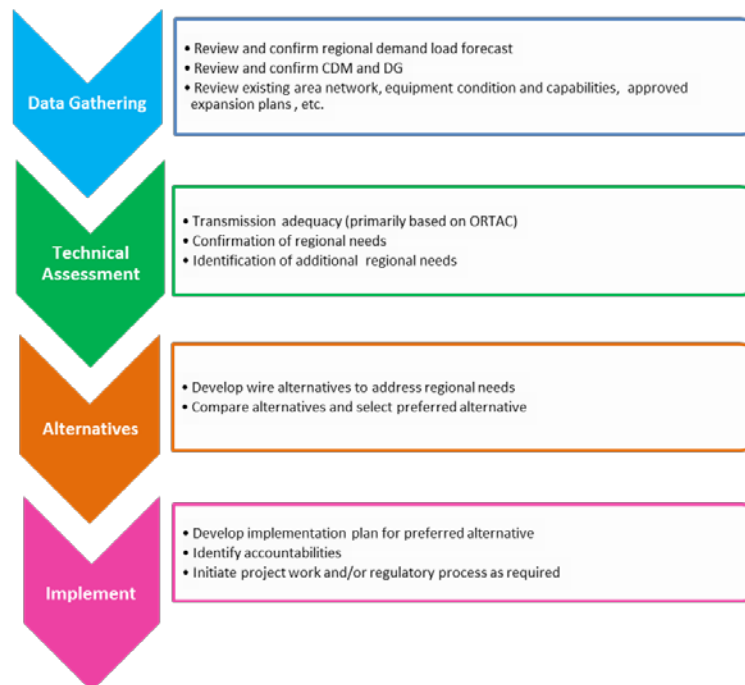 Data Gathering
• Review and confirm regional demand load forecast
• Review and confirm CDM and DG
• Review existing area network, equipment condition and capabilities, approved
expansion plans , etc.
Technical
Assessment
• Transmission adequacy (primarily based on ORTAC)
• Confirmation of regional needs
• Identification of additional regional needs
Alternatives
• Develop wire alternatives to address regional needs
• Compare alternatives and select preferred alternative
Implement
• Develop implementation plan for preferred alternative
• Identify accountabilities
• Initiate project work and/or regulatory process as required